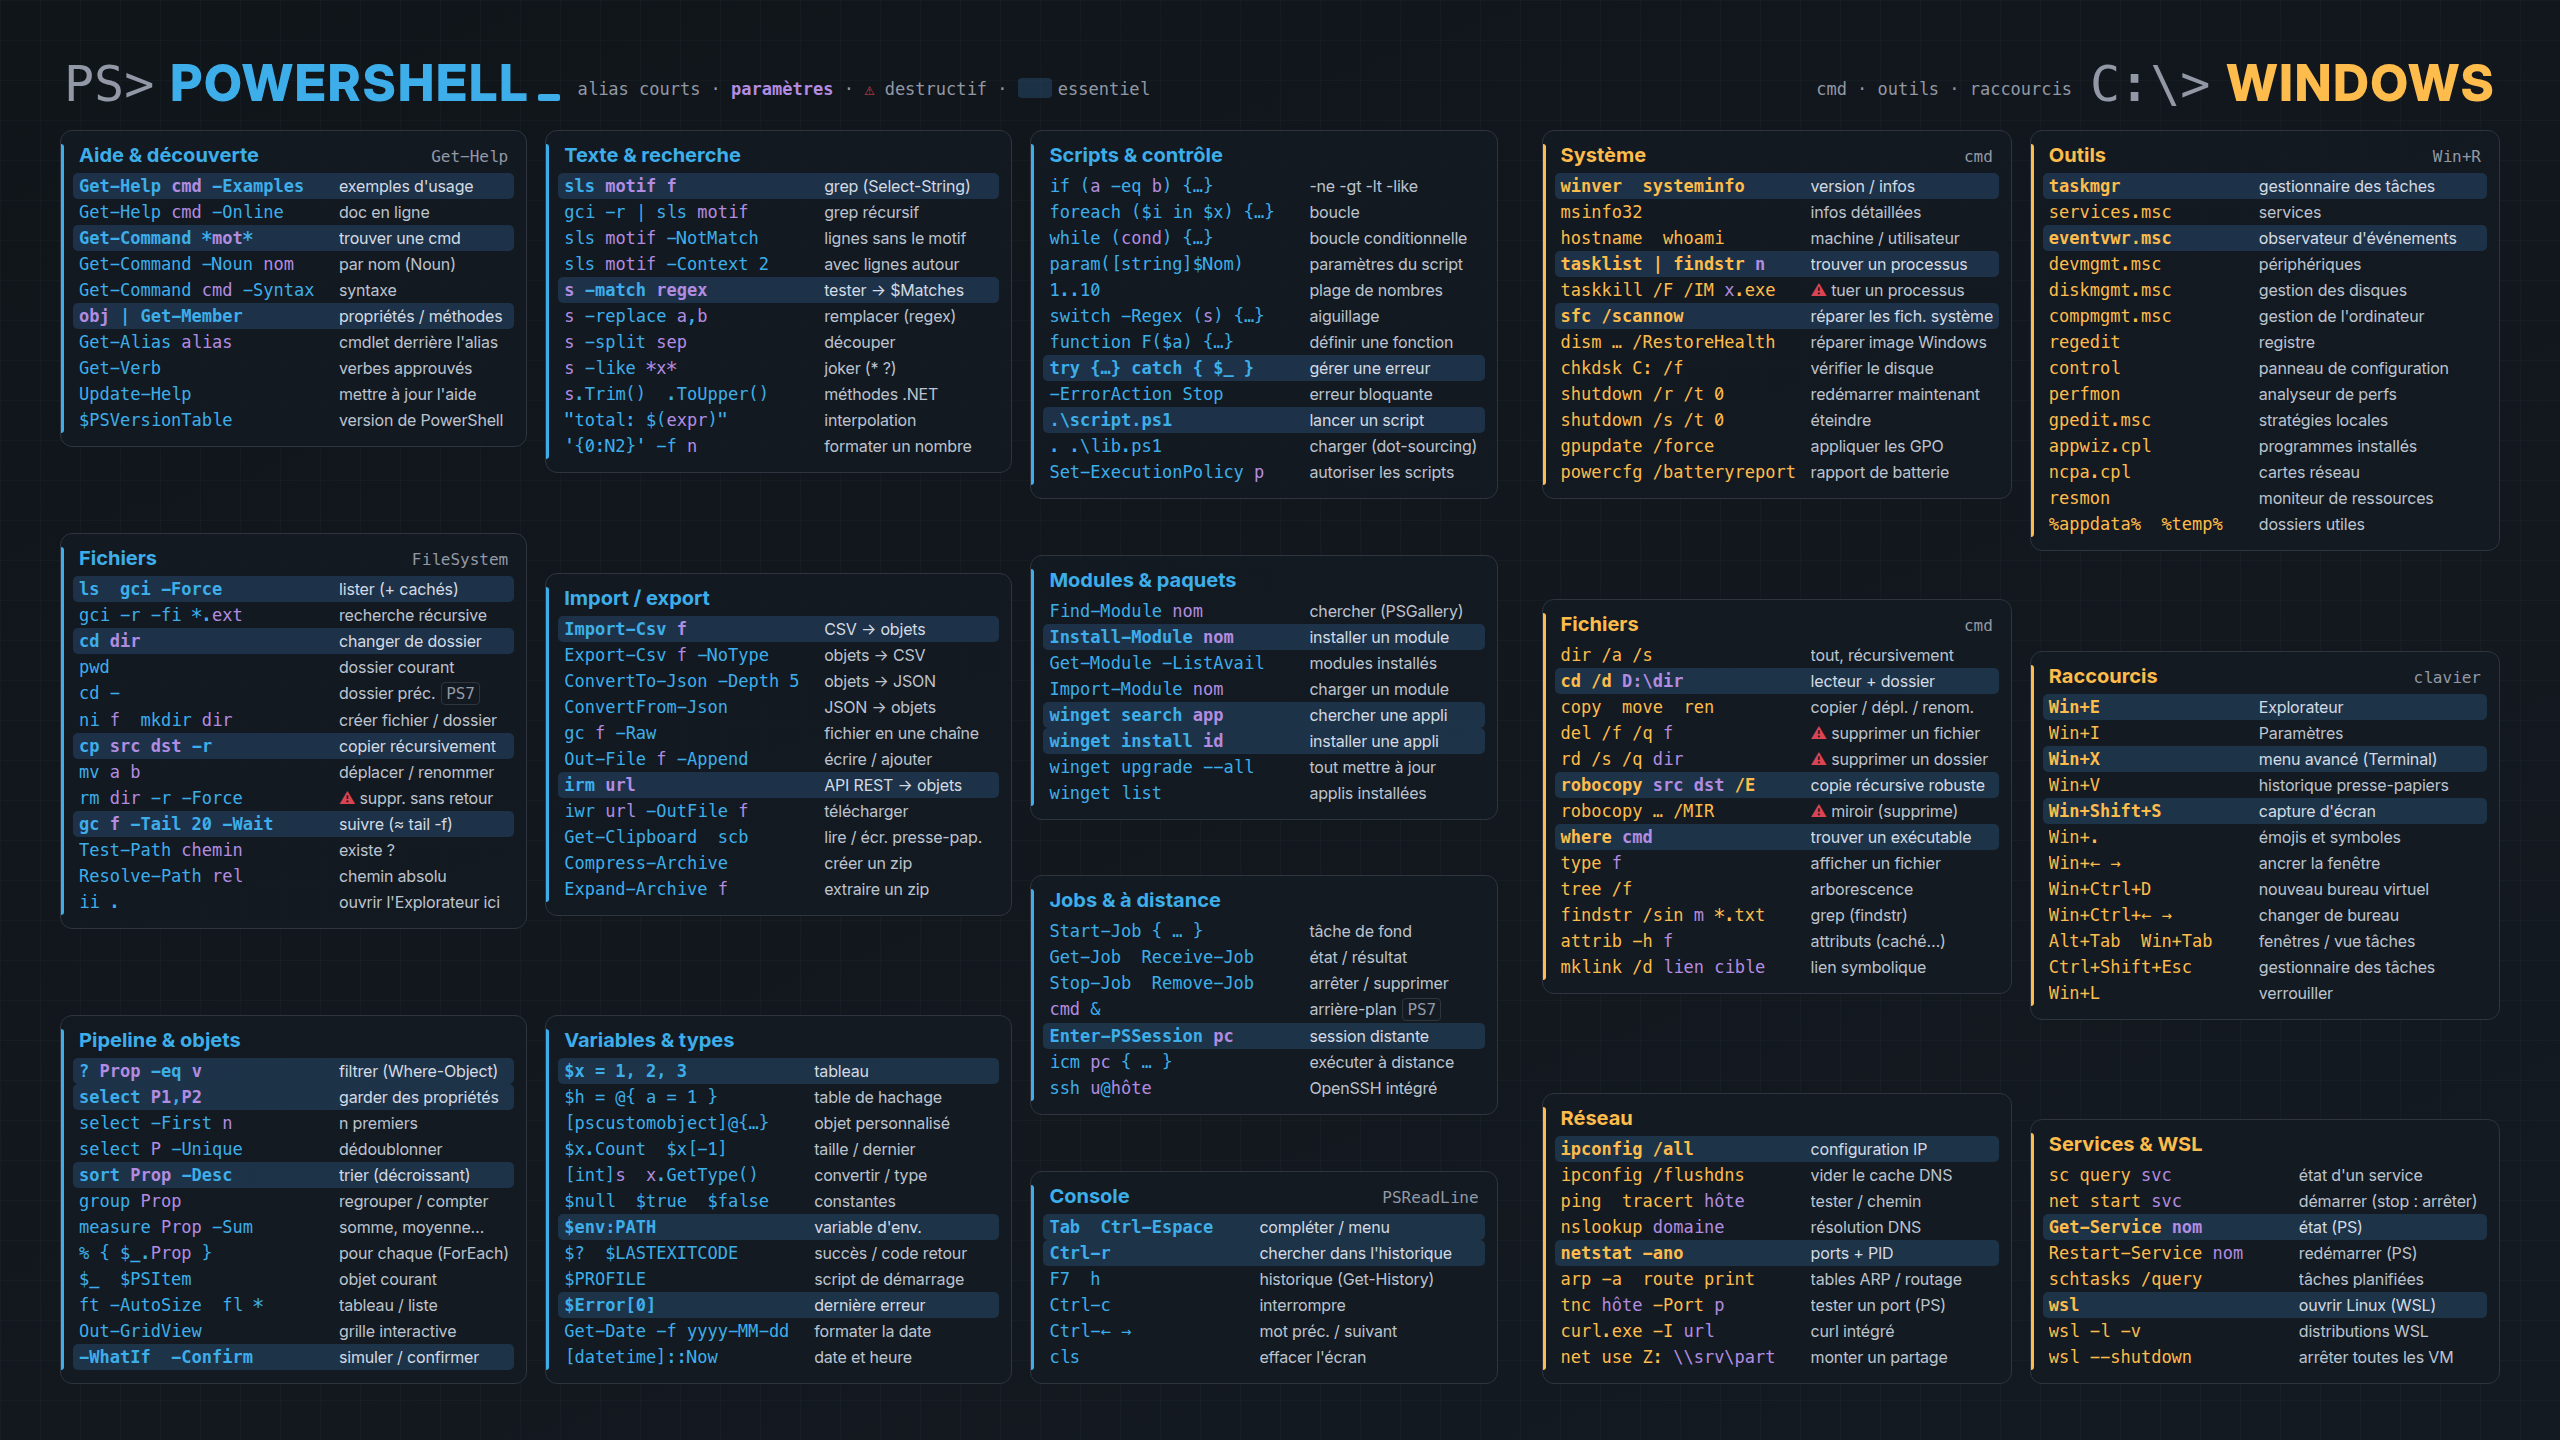 PS> POWERSHELL_ alias courts · paramètres · ⚠ destructif · essentiel
cmd · outils · raccourcis C:\> WINDOWS
Aide & découverte Get-Help
Get-Help cmd -Examples exemples d'usage
Get-Help cmd -Online doc en ligne
Get-Command *mot* trouver une cmd
Get-Command -Noun nom par nom (Noun)
Get-Command cmd -Syntax syntaxe
obj | Get-Member propriétés / méthodes
Get-Alias alias cmdlet derrière l'alias
Get-Verb verbes approuvés
Update-Help mettre à jour l'aide
$PSVersionTable version de PowerShell
Fichiers FileSystem
ls gci -Force lister (+ cachés)
gci -r -fi *.ext recherche récursive
cd dir changer de dossier
pwd dossier courant
cd - dossier préc. PS7
ni f mkdir dir créer fichier / dossier
cp src dst -r copier récursivement
mv a b déplacer / renommer
rm dir -r -Force ⚠ suppr. sans retour
gc f -Tail 20 -Wait suivre (≈ tail -f)
Test-Path chemin existe ?
Resolve-Path rel chemin absolu
ii . ouvrir l'Explorateur ici
Pipeline & objets
? Prop -eq v filtrer (Where-Object)
select P1,P2 garder des propriétés
select -First n n premiers
select P -Unique dédoublonner
sort Prop -Desc trier (décroissant)
group Prop regrouper / compter
measure Prop -Sum somme, moyenne…
% { $_.Prop } pour chaque (ForEach)
$_ $PSItem objet courant
ft -AutoSize fl * tableau / liste
Out-GridView grille interactive
-WhatIf -Confirm simuler / confirmer
Texte & recherche
sls motif f grep (Select-String)
gci -r | sls motif grep récursif
sls motif -NotMatch lignes sans le motif
sls motif -Context 2 avec lignes autour
s -match regex tester → $Matches
s -replace a,b remplacer (regex)
s -split sep découper
s -like *x* joker (* ?)
s.Trim() .ToUpper() méthodes .NET
"total: $(expr)" interpolation
'{0:N2}' -f n formater un nombre
Import / export
Import-Csv f CSV → objets
Export-Csv f -NoType objets → CSV
ConvertTo-Json -Depth 5 objets → JSON
ConvertFrom-Json JSON → objets
gc f -Raw fichier en une chaîne
Out-File f -Append écrire / ajouter
irm url API REST → objets
iwr url -OutFile f télécharger
Get-Clipboard scb lire / écr. presse-pap.
Compress-Archive créer un zip
Expand-Archive f extraire un zip
Variables & types
$x = 1, 2, 3 tableau
$h = @{ a = 1 } table de hachage
[pscustomobject]@{…} objet personnalisé
$x.Count $x[-1] taille / dernier
[int]s x.GetType() convertir / type
$null $true $false constantes
$env:PATH variable d'env.
$? $LASTEXITCODE succès / code retour
$PROFILE script de démarrage
$Error[0] dernière erreur
Get-Date -f yyyy-MM-dd formater la date
[datetime]::Now date et heure
Scripts & contrôle
if (a -eq b) {…} -ne -gt -lt -like
foreach ($i in $x) {…} boucle
while (cond) {…} boucle conditionnelle
param([string]$Nom) paramètres du script
1..10 plage de nombres
switch -Regex (s) {…} aiguillage
function F($a) {…} définir une fonction
try {…} catch { $_ } gérer une erreur
-ErrorAction Stop erreur bloquante
.\script.ps1 lancer un script
. .\lib.ps1 charger (dot-sourcing)
Set-ExecutionPolicy p autoriser les scripts
Modules & paquets
Find-Module nom chercher (PSGallery)
Install-Module nom installer un module
Get-Module -ListAvail modules installés
Import-Module nom charger un module
winget search app chercher une appli
winget install id installer une appli
winget upgrade --all tout mettre à jour
winget list applis installées
Jobs & à distance
Start-Job { … } tâche de fond
Get-Job Receive-Job état / résultat
Stop-Job Remove-Job arrêter / supprimer
cmd & arrière-plan PS7
Enter-PSSession pc session distante
icm pc { … } exécuter à distance
ssh u@hôte OpenSSH intégré
Console PSReadLine
Tab Ctrl-Espace compléter / menu
Ctrl-r chercher dans l'historique
F7 h historique (Get-History)
Ctrl-c interrompre
Ctrl-← → mot préc. / suivant
cls effacer l'écran
Système cmd
winver systeminfo version / infos
msinfo32 infos détaillées
hostname whoami machine / utilisateur
tasklist | findstr n trouver un processus
taskkill /F /IM x.exe ⚠ tuer un processus
sfc /scannow réparer les fich. système
dism … /RestoreHealth réparer image Windows
chkdsk C: /f vérifier le disque
shutdown /r /t 0 redémarrer maintenant
shutdown /s /t 0 éteindre
gpupdate /force appliquer les GPO
powercfg /batteryreport rapport de batterie
Fichiers cmd
dir /a /s tout, récursivement
cd /d D:\dir lecteur + dossier
copy move ren copier / dépl. / renom.
del /f /q f ⚠ supprimer un fichier
rd /s /q dir ⚠ supprimer un dossier
robocopy src dst /E copie récursive robuste
robocopy … /MIR ⚠ miroir (supprime)
where cmd trouver un exécutable
type f afficher un fichier
tree /f arborescence
findstr /sin m *.txt grep (findstr)
attrib -h f attributs (caché…)
mklink /d lien cible lien symbolique
Réseau
ipconfig /all configuration IP
ipconfig /flushdns vider le cache DNS
ping tracert hôte tester / chemin
nslookup domaine résolution DNS
netstat -ano ports + PID
arp -a route print tables ARP / routage
tnc hôte -Port p tester un port (PS)
curl.exe -I url curl intégré
net use Z: \\srv\part monter un partage
Outils Win+R
taskmgr gestionnaire des tâches
services.msc services
eventvwr.msc observateur d'événements
devmgmt.msc périphériques
diskmgmt.msc gestion des disques
compmgmt.msc gestion de l'ordinateur
regedit registre
control panneau de configuration
perfmon analyseur de perfs
gpedit.msc stratégies locales
appwiz.cpl programmes installés
ncpa.cpl cartes réseau
resmon moniteur de ressources
%appdata% %temp% dossiers utiles
Raccourcis clavier
Win+E Explorateur
Win+I Paramètres
Win+X menu avancé (Terminal)
Win+V historique presse-papiers
Win+Shift+S capture d'écran
Win+. émojis et symboles
Win+← → ancrer la fenêtre
Win+Ctrl+D nouveau bureau virtuel
Win+Ctrl+← → changer de bureau
Alt+Tab Win+Tab fenêtres / vue tâches
Ctrl+Shift+Esc gestionnaire des tâches
Win+L verrouiller
Services & WSL
sc query svc état d'un service
net start svc démarrer (stop : arrêter)
Get-Service nom état (PS)
Restart-Service nom redémarrer (PS)
schtasks /query tâches planifiées
wsl ouvrir Linux (WSL)
wsl -l -v distributions WSL
wsl --shutdown arrêter toutes les VM